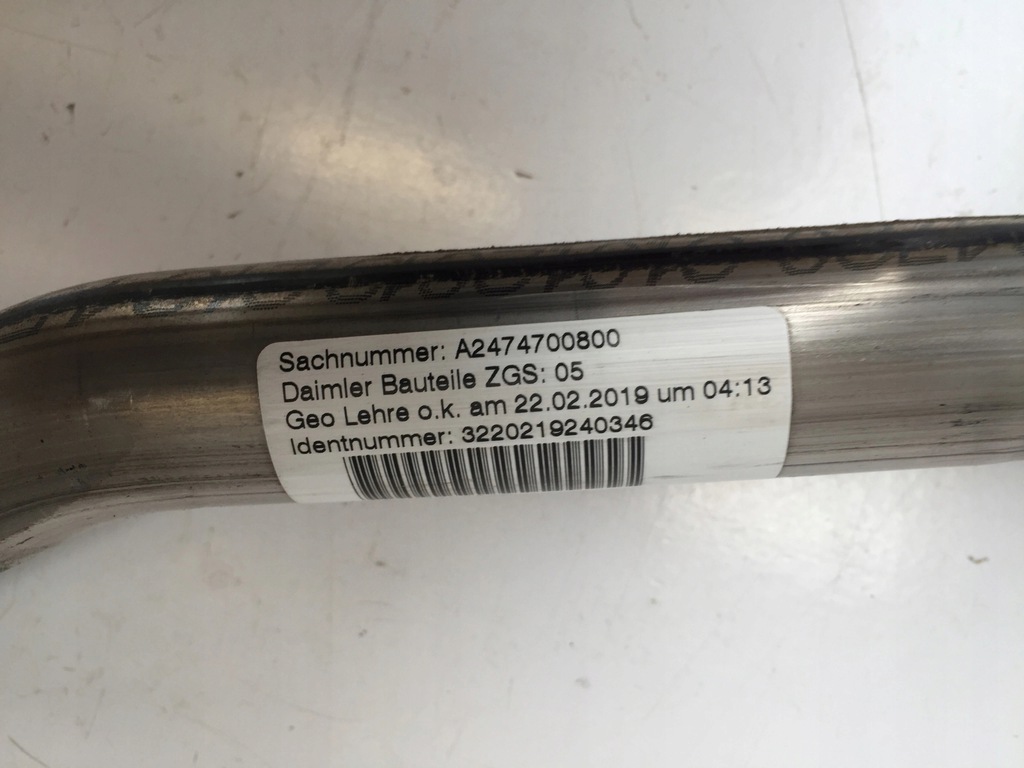 Sachnummer: A2474700800
Daimler Bauteile ZGS: 05
Geo Lehre o.k. am 22.02.2019 um 04:13
Identnummer: 3220219240346